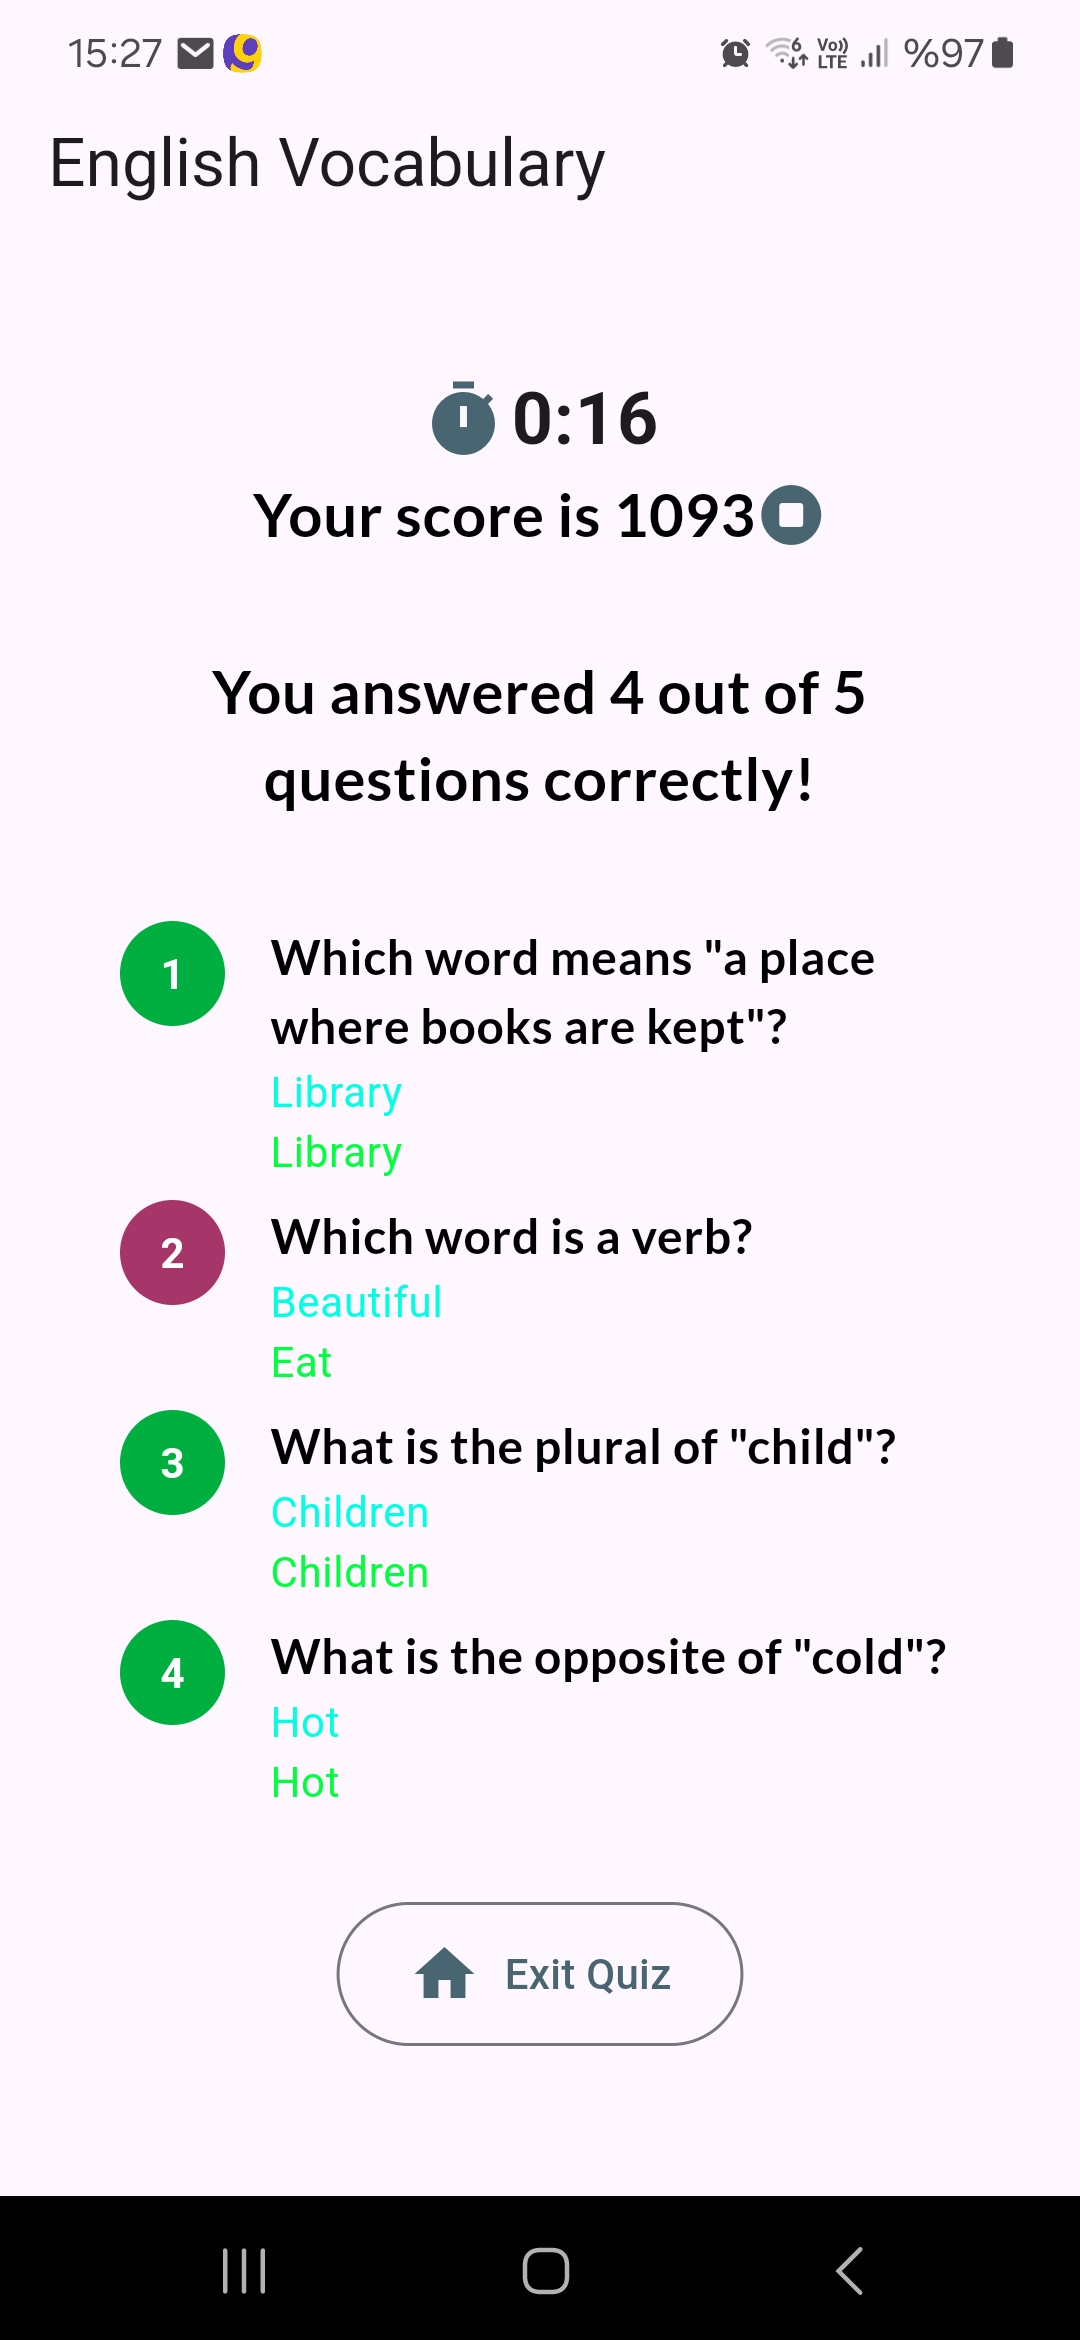 15:27 %97
Vo))
LTE
6
English Vocabulary
0:16
Your score is 1093
You answered 4 out of 5
questions correctly!
1
Which word means "a place
where books are kept"?
Library
Library
2
Which word is a verb?
Beautiful
Eat
3
What is the plural of "child"?
Children
Children
4
What is the opposite of "cold"?
Hot
Hot
Exit Quiz